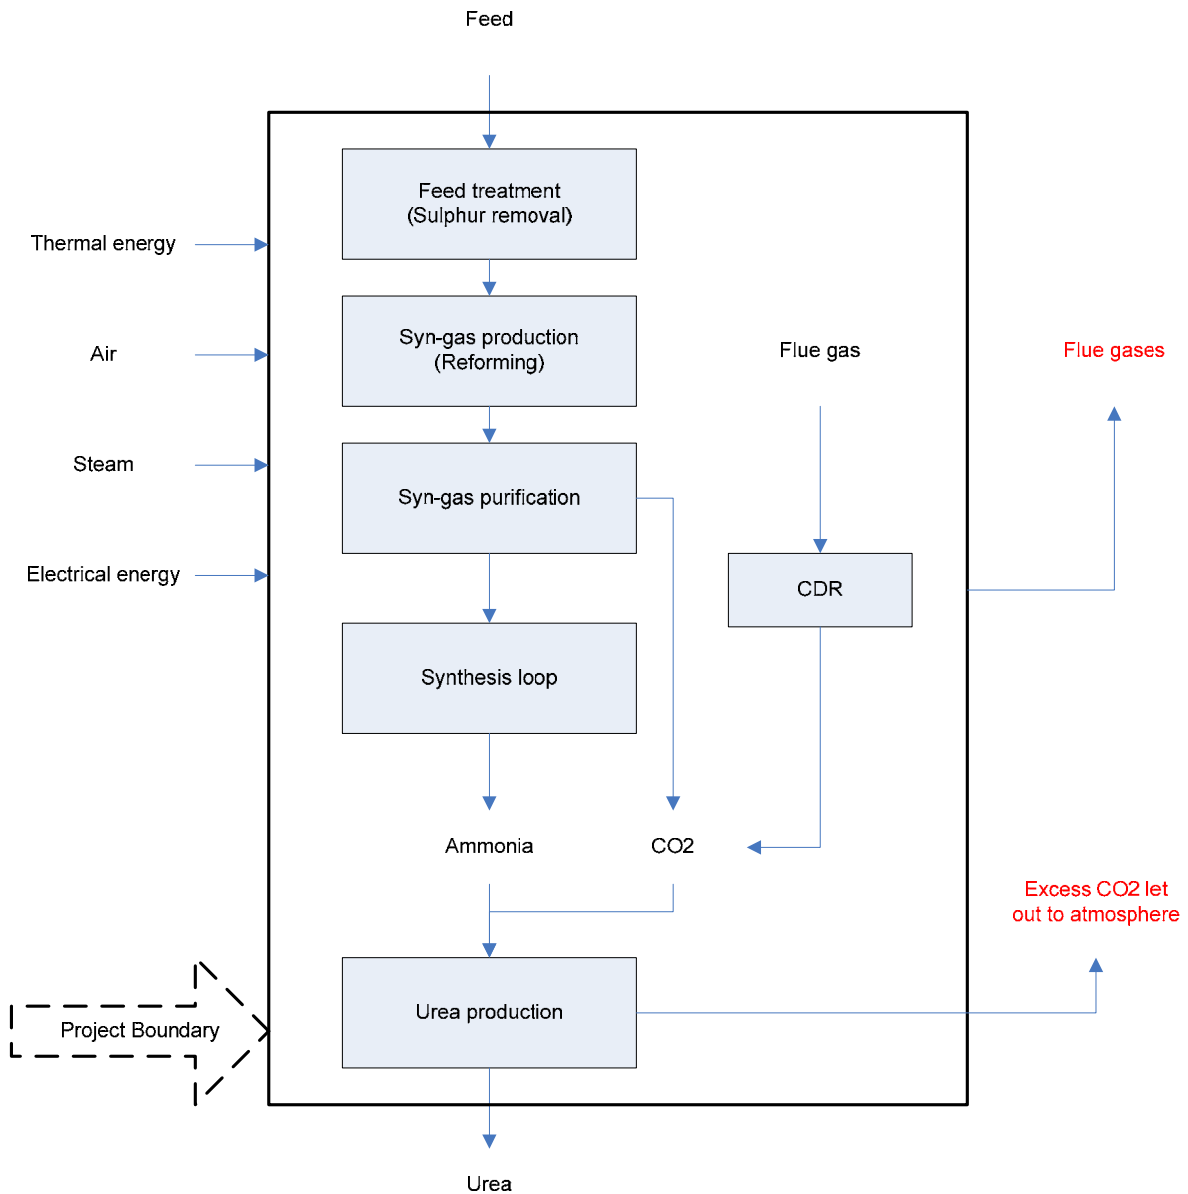 Feed
Feed treatment
(Sulphur removal)
Thermal energy
Syn-gas production
(Reforming)
Air
Flue gas
Flue gases
Steam
Syn-gas purification
Electrical energy
CDR
Synthesis loop
Ammonia
CO2
Excess CO2 let
out to atmosphere
Urea production
Project Boundary
Urea